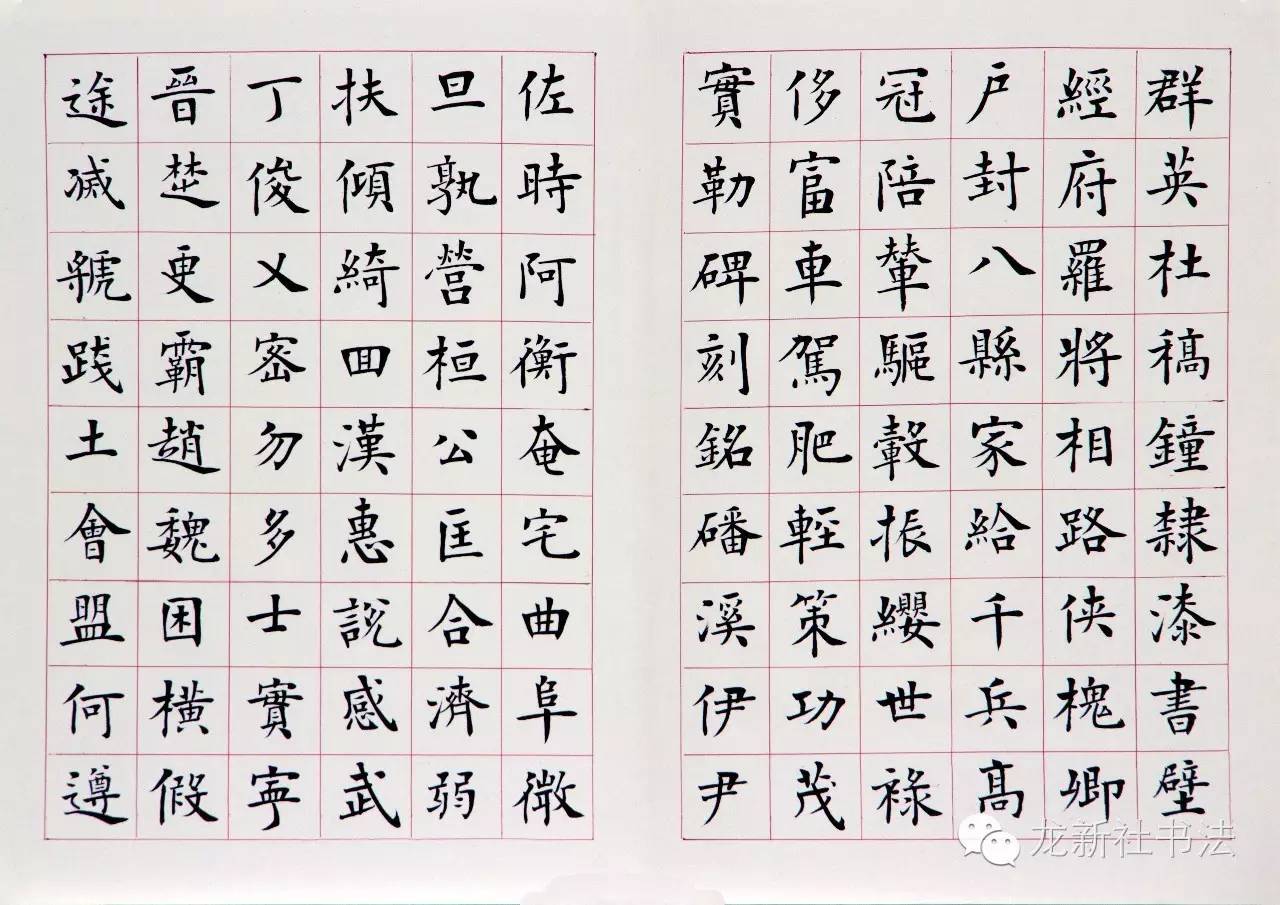 群英杜稿鐘隸漆書壁
經府羅將相路俠槐卿
戶封八縣家給千兵高
冠陪輦驅轂振纓世祿
侈富車駕肥輕策功茂
實勒碑刻銘磻溪伊尹
佐時阿衡奄宅曲阜微
旦孰營桓公匡合濟弱
扶傾綺回漢惠說感武
丁俊乂密勿多士寔寧
晉楚更霸趙魏困橫假
途滅虢踐土會盟何遵
龙新社书法